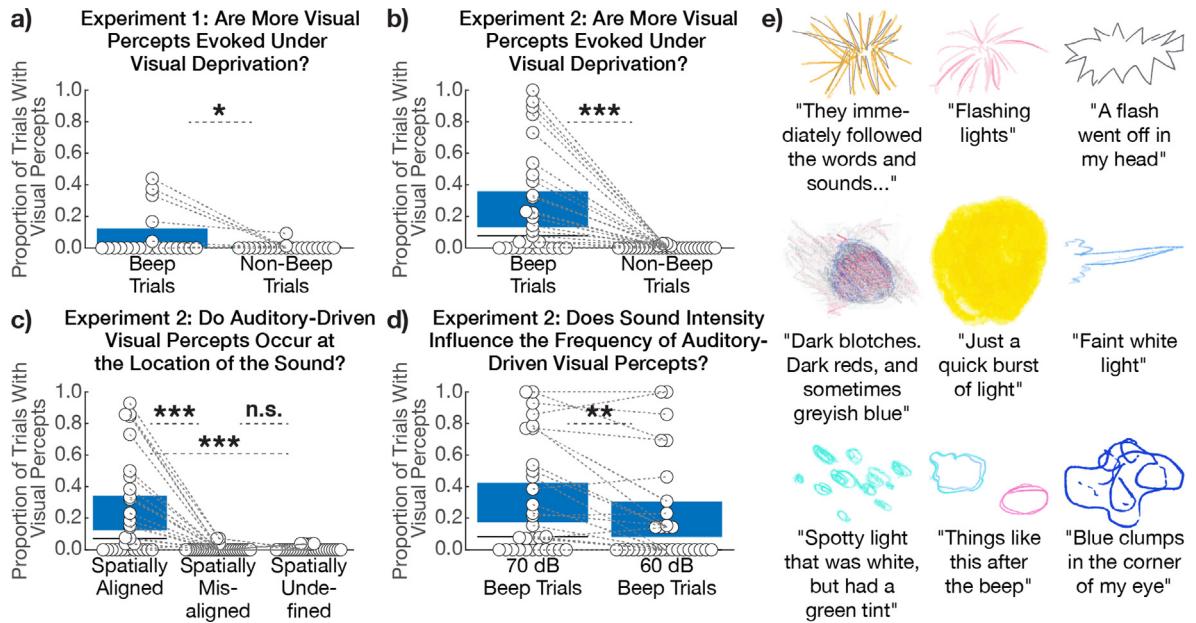 a)
Experiment 1: Are More Visual
Percepts Evoked Under
Visual Deprivation?
Proportion of Trials With
Visual Percepts
1.0
0.8
0.6
0.4
0.2
0.0
*
Beep
Trials
Non-Beep
Trials
b)
Experiment 2: Are More Visual
Percepts Evoked Under
Visual Deprivation?
Proportion of Trials With
Visual Percepts
1.0
0.8
0.6
0.4
0.2
0.0
***
Beep
Trials
Non-Beep
Trials
c)
Experiment 2: Do Auditory-Driven
Visual Percepts Occur at
the Location of the Sound?
Proportion of Trials With
Visual Percepts
1.0
0.8
0.6
0.4
0.2
0.0
***
n.s.
***
Spatially
Aligned
Spatially
Mis-
aligned
Spatially
Unde-
fined
d)
Experiment 2: Does Sound Intensity
Influence the Frequency of Auditory-
Driven Visual Percepts?
Proportion of Trials With
Visual Percepts
1.0
0.8
0.6
0.4
0.2
0.0
**
70 dB
Beep Trials
60 dB
Beep Trials
e)
"They imme-
diately followed
the words and
sounds..."
"Flashing
lights"
"A flash
went off in
my head"
"Dark blotches.
Dark reds, and
sometimes
greyish blue"
"Just a
quick burst
of light"
"Faint white
light"
"Spotty light
that was white,
but had a
green tint"
"Things like
this after
the beep"
"Blue clumps
in the corner
of my eye"